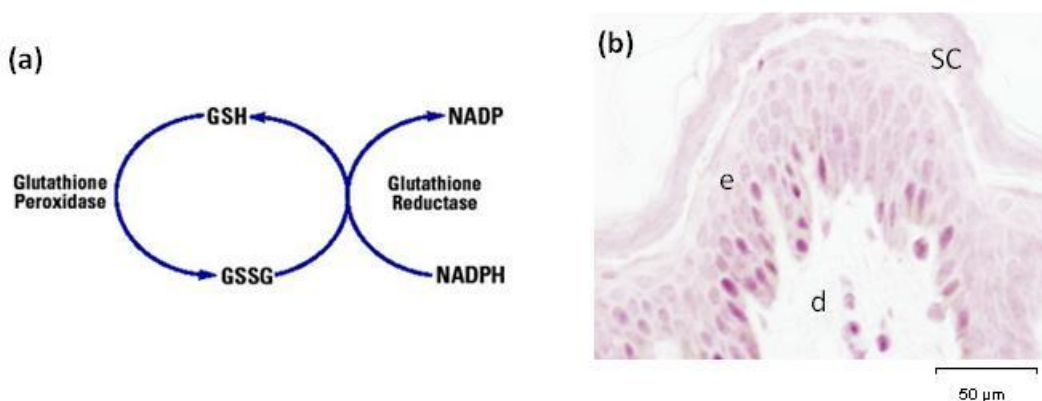 (a)
GSH
NADP
Glutathione
Peroxidase
Glutathione
Reductase
GSSG
NADPH
(b)
SC
e
d
50 µm